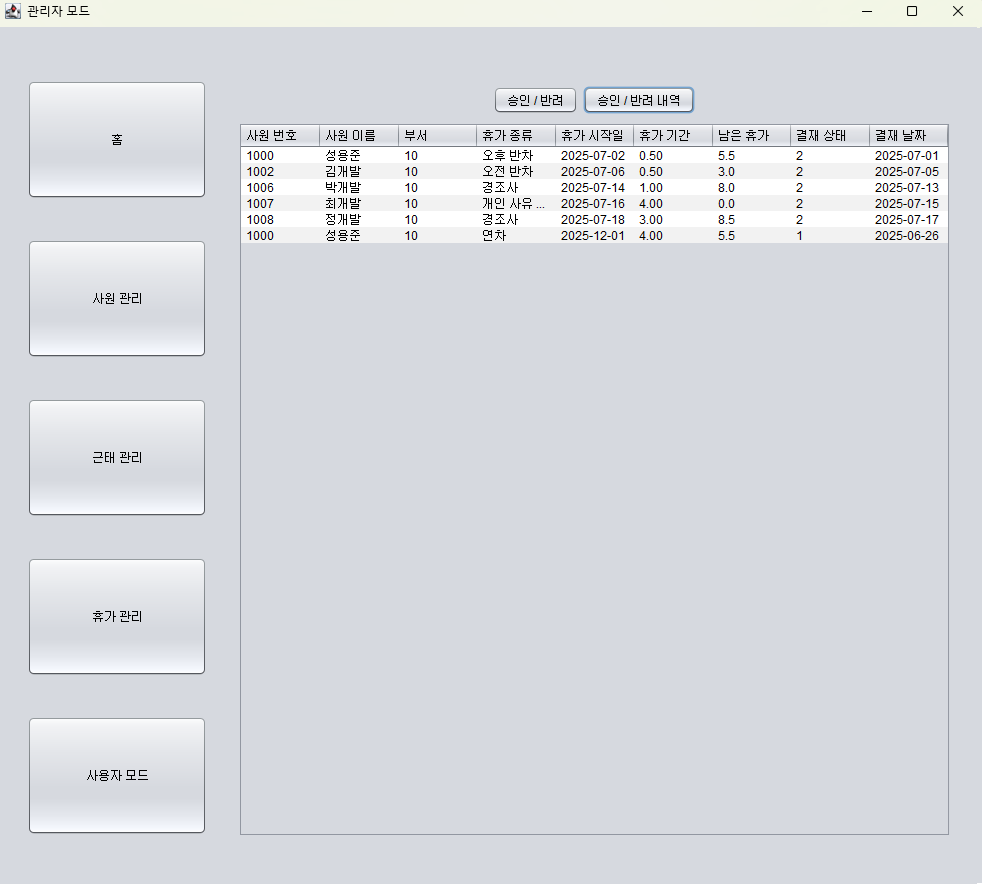 관리자 모드
홈
사원 관리
근태 관리
휴가 관리
사용자 모드
승인 / 반려 승인 / 반려 내역
사원 번호 사원 이름 부서 휴가 종류 휴가 시작일 휴가 기간 남은 휴가 결재 상태 결재 날짜
1000 성용준 10 오후 반차 2025-07-02 0.50 5.5 2 2025-07-01
1002 김개발 10 오전 반차 2025-07-06 0.50 3.0 2 2025-07-05
1006 박개발 10 경조사 2025-07-14 1.00 8.0 2 2025-07-13
1007 최개발 10 개인 사유 ... 2025-07-16 4.00 0.0 2 2025-07-15
1008 정개발 10 경조사 2025-07-18 3.00 8.5 2 2025-07-17
1000 성용준 10 연차 2025-12-01 4.00 5.5 1 2025-06-26